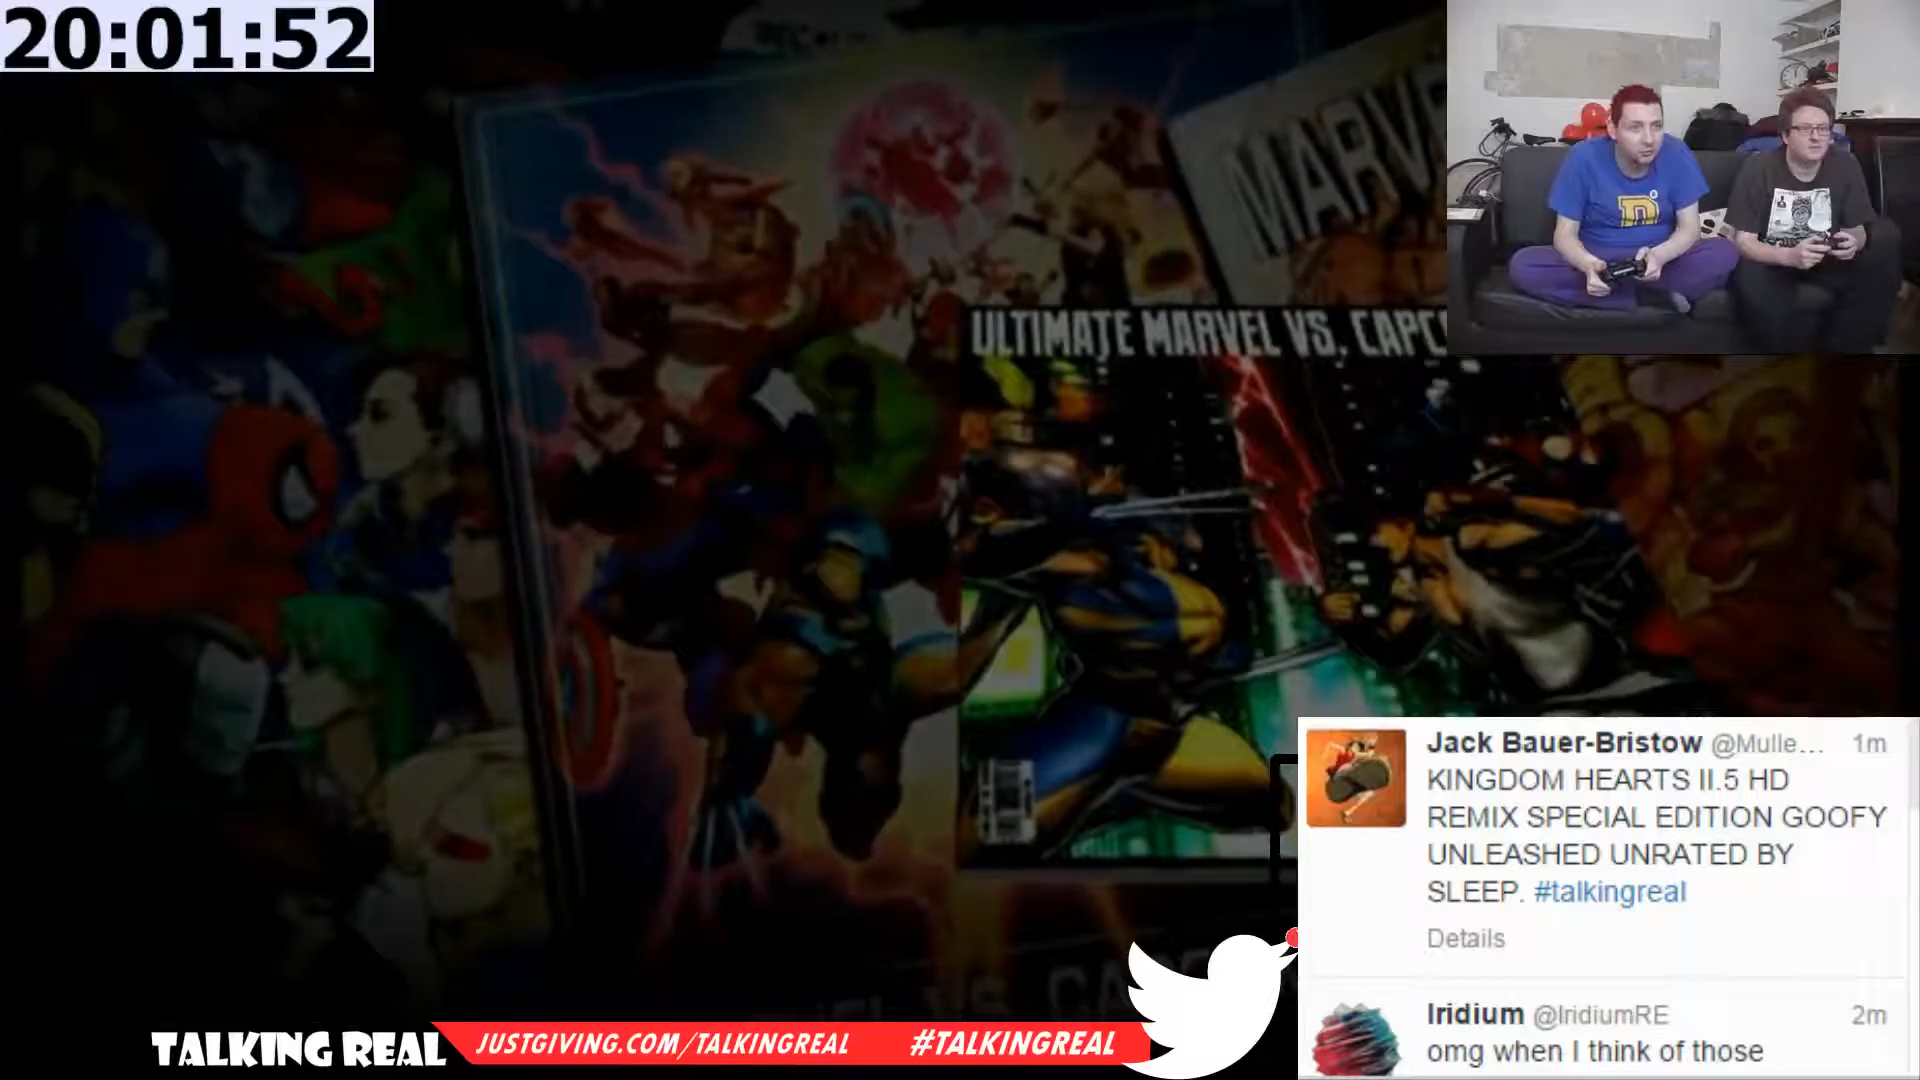 20:01:52
MARVEL
ULTIMATE MARVEL VS. CAPC
Jack Bauer-Bristow @Mulle... 1m
KINGDOM HEARTS II.5 HD
REMIX SPECIAL EDITION GOOFY
UNLEASHED UNRATED BY
SLEEP. #talkingreal
Details
Iridium @IridiumRE 2m
omg when I think of those
TALKING REAL
JUSTGIVING.COM/TALKINGREAL #TALKINGREAL